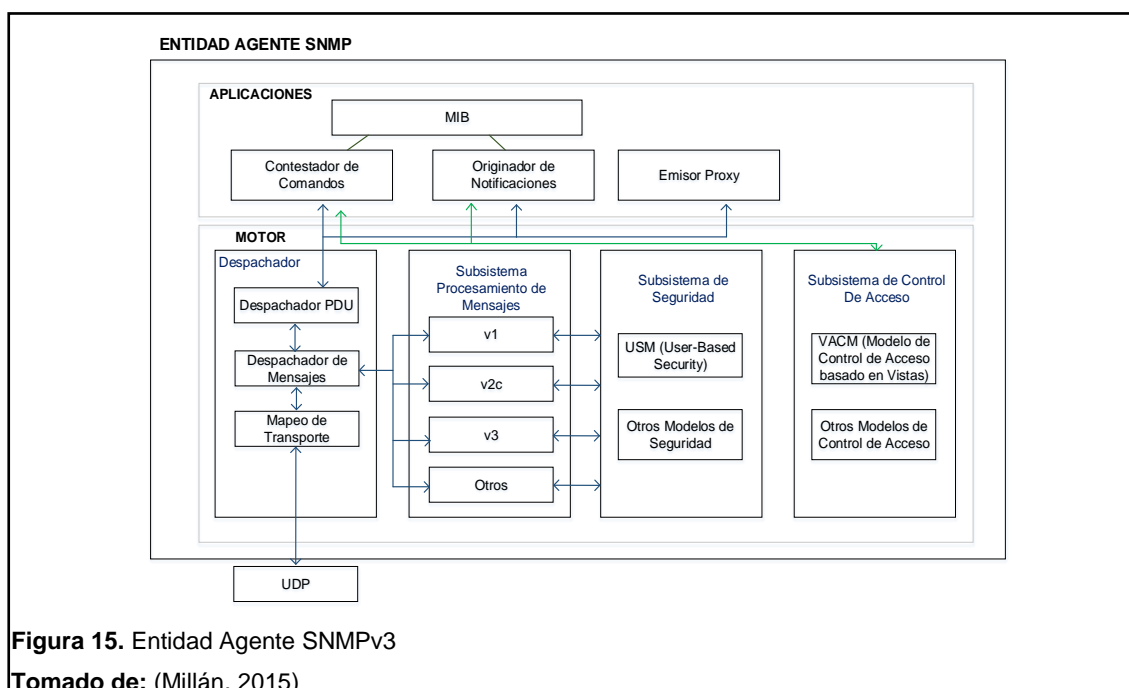 ENTIDAD AGENTE SNMP
APLICACIONES
MIB
Contestador de
Comandos
Originador de
Notificaciones
Emisor Proxy
MOTOR
Despachador
Despachador PDU
Despachador de
Mensajes
Mapeo de
Transporte
Subsistema
Procesamiento de
Mensajes
v1
v2c
v3
Otros
Subsistema de
Seguridad
USM (User-Based
Security)
Otros Modelos de
Seguridad
Subsistema de Control
De Acceso
VACM (Modelo de
Control de Acceso
basado en Vistas)
Otros Modelos de
Control de Acceso
UDP
Figura 15. Entidad Agente SNMPv3
Tomado de: (Millán, 2015)